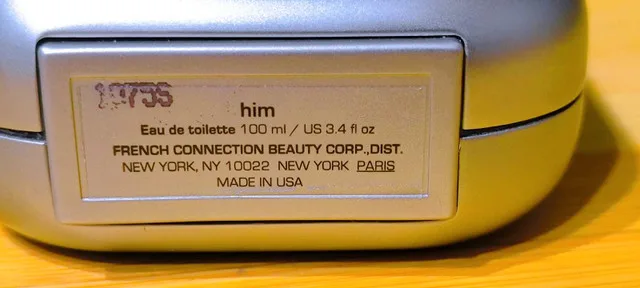 him
Eau de toilette 100 ml / US 3.4 fl oz
FRENCH CONNECTION BEAUTY CORP.,DIST.
NEW YORK, NY 10022 NEW YORK PARIS
MADE IN USA